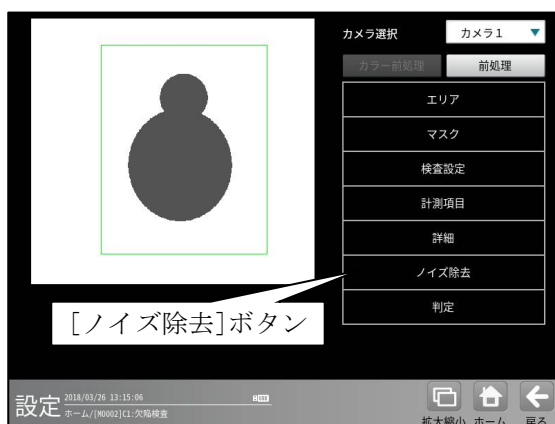 カメラ選択
カメラ1
カラー前処理
前処理
エリア
マスク
検査設定
計測項目
詳細
ノイズ除去
判定
[ノイズ除去]ボタン
設定
2018/03/26 13:15:06
ホーム/[M0002]C1:欠陥検査
拡大縮小
ホーム
戻る